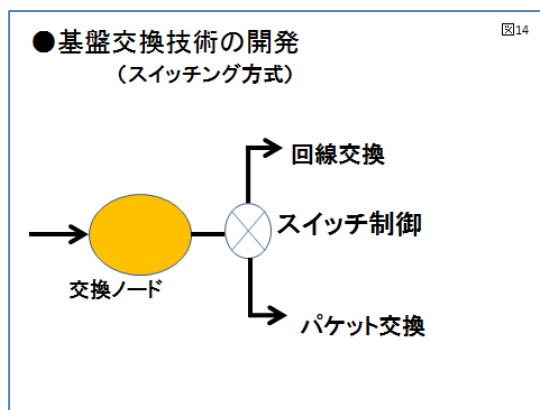 ●基盤交換技術の開発
図14
（スイッチング方式）
回線交換
スイッチ制御
交換ノード
パケット交換